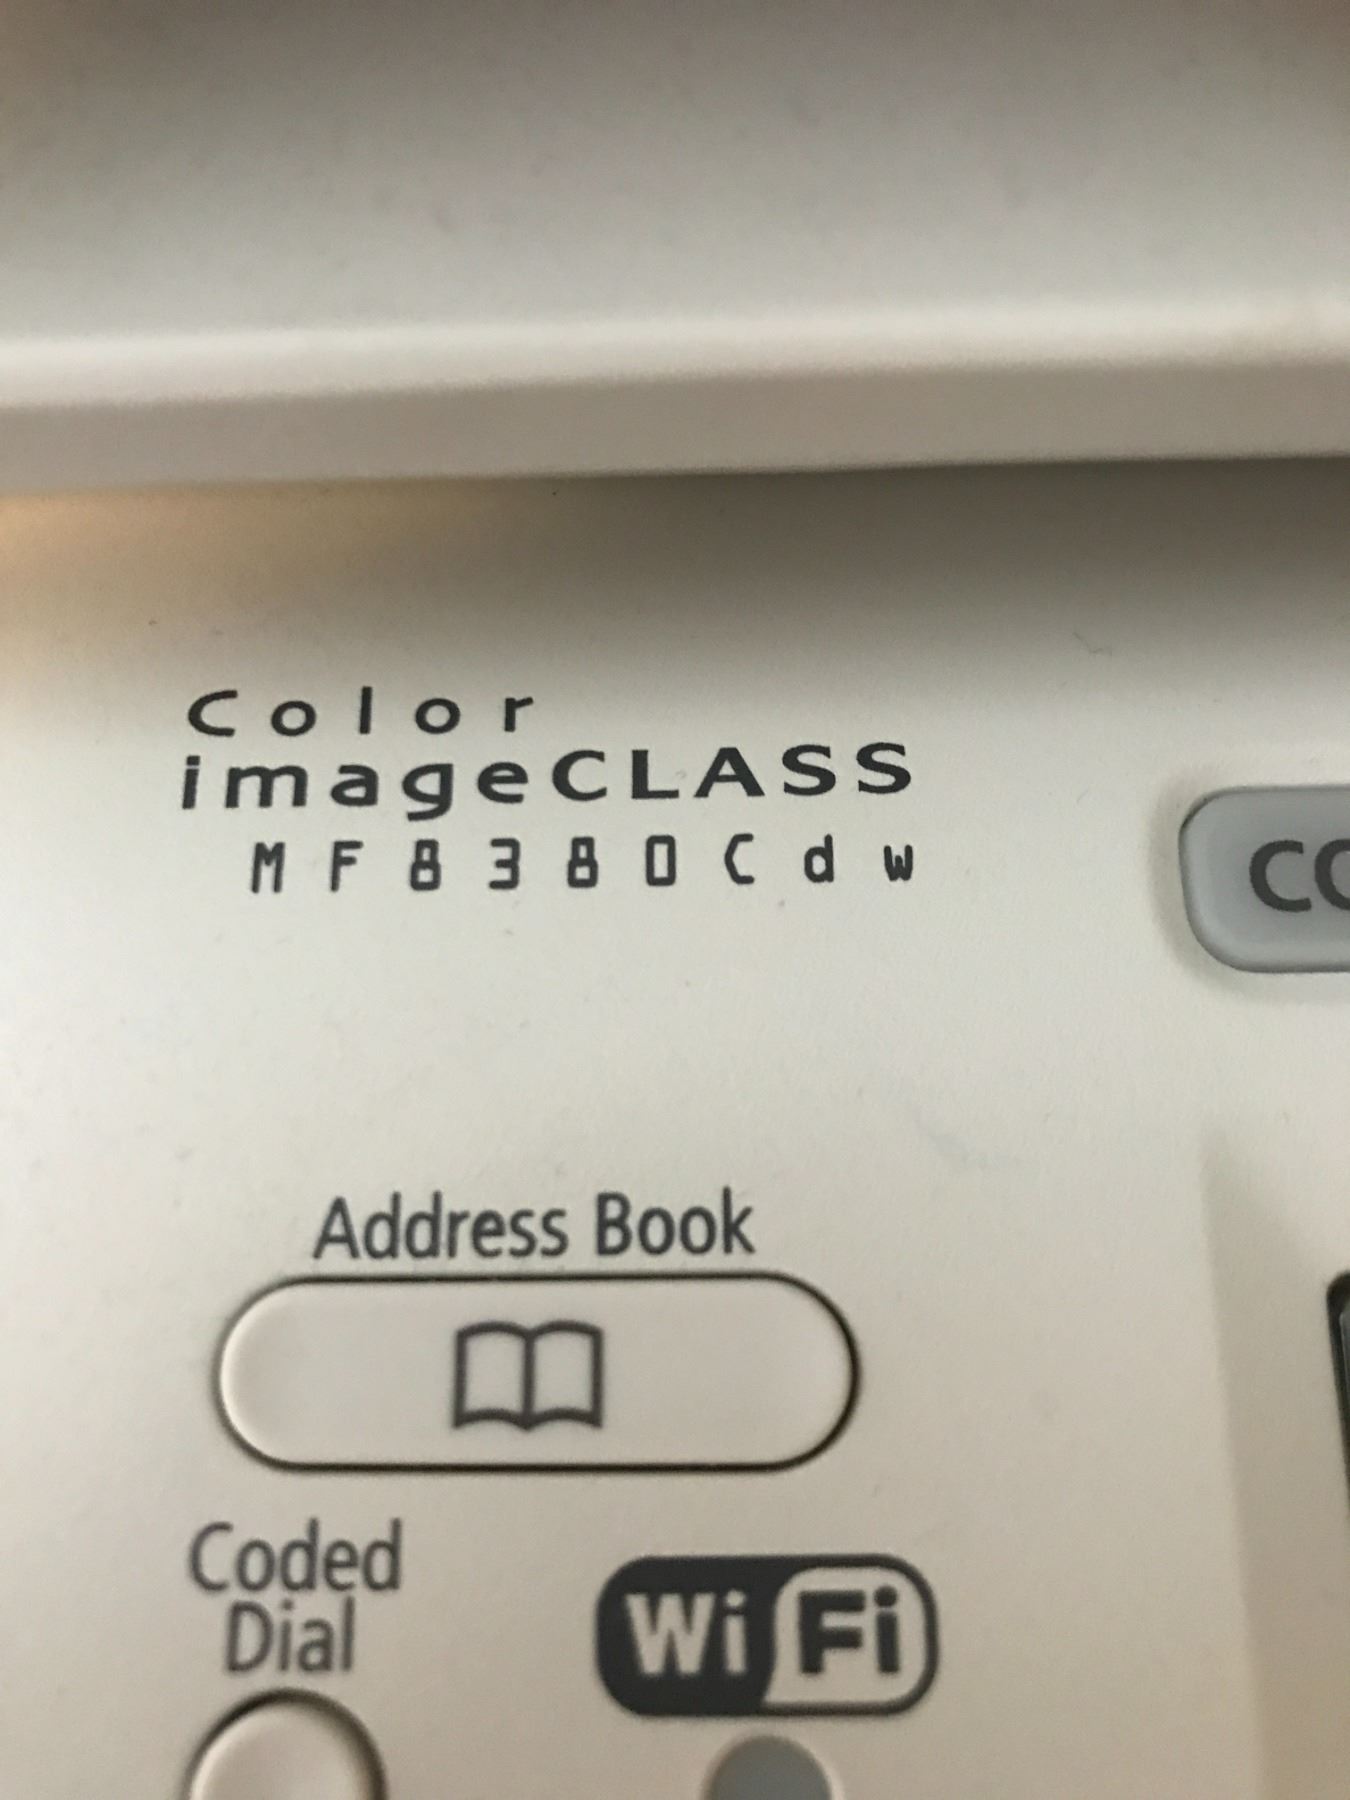 Color
imageCLASS
MF8380Cdw
Address Book
Coded
Dial
WiFi